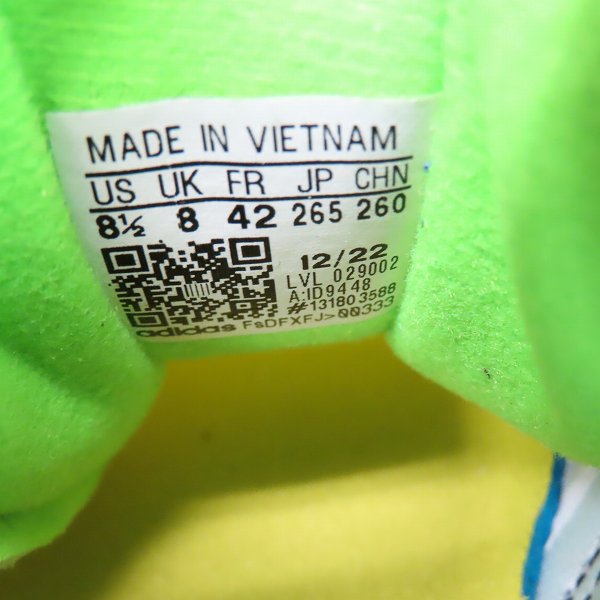 MADE IN VIETNAM
US UK FR JP CHN
8½ 8 42 265 260
12/22
LVL 029002
A:ID9448
#131803588
adidas FsDFXFJ>00333